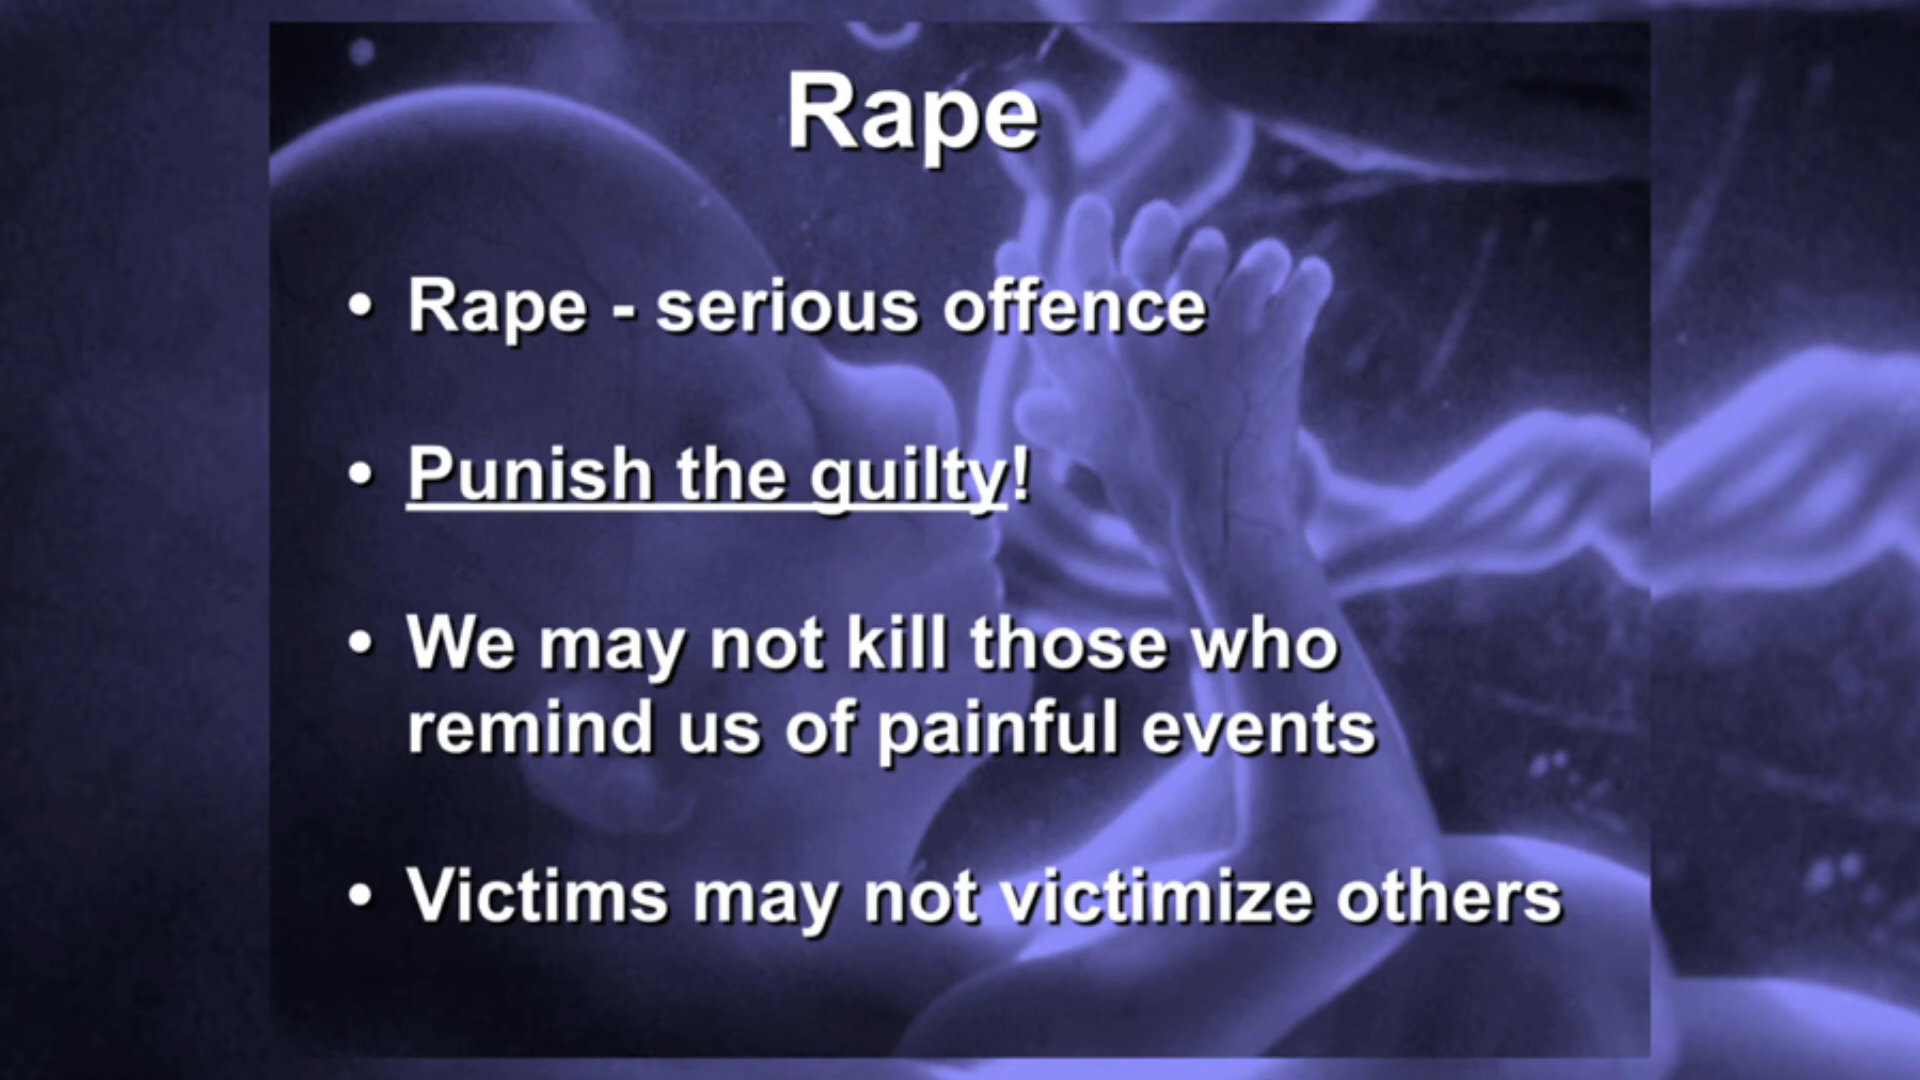 Rape
• Rape - serious offence
• Punish the guilty!
• We may not kill those who
remind us of painful events
• Victims may not victimize others